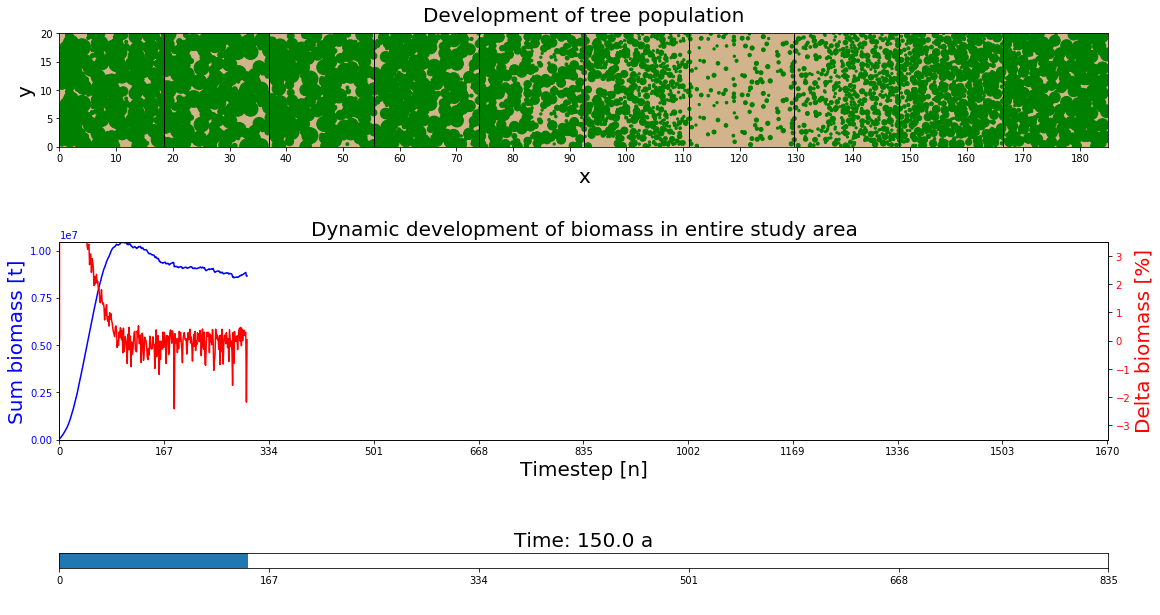 Development of tree population
20
15
10
5
0
y
0 10 20 30 40 50 60 70 80 90 100 110 120 130 140 150 160 170 180
x
Dynamic development of biomass in entire study area
1e7
1.00
0.75
0.50
0.25
0.00
Sum biomass [t]
3
2
1
0
−1
−2
−3
Delta biomass [%]
0 167 334 501 668 835 1002 1169 1336 1503 1670
Timestep [n]
Time: 150.0 a
0 167 334 501 668 835